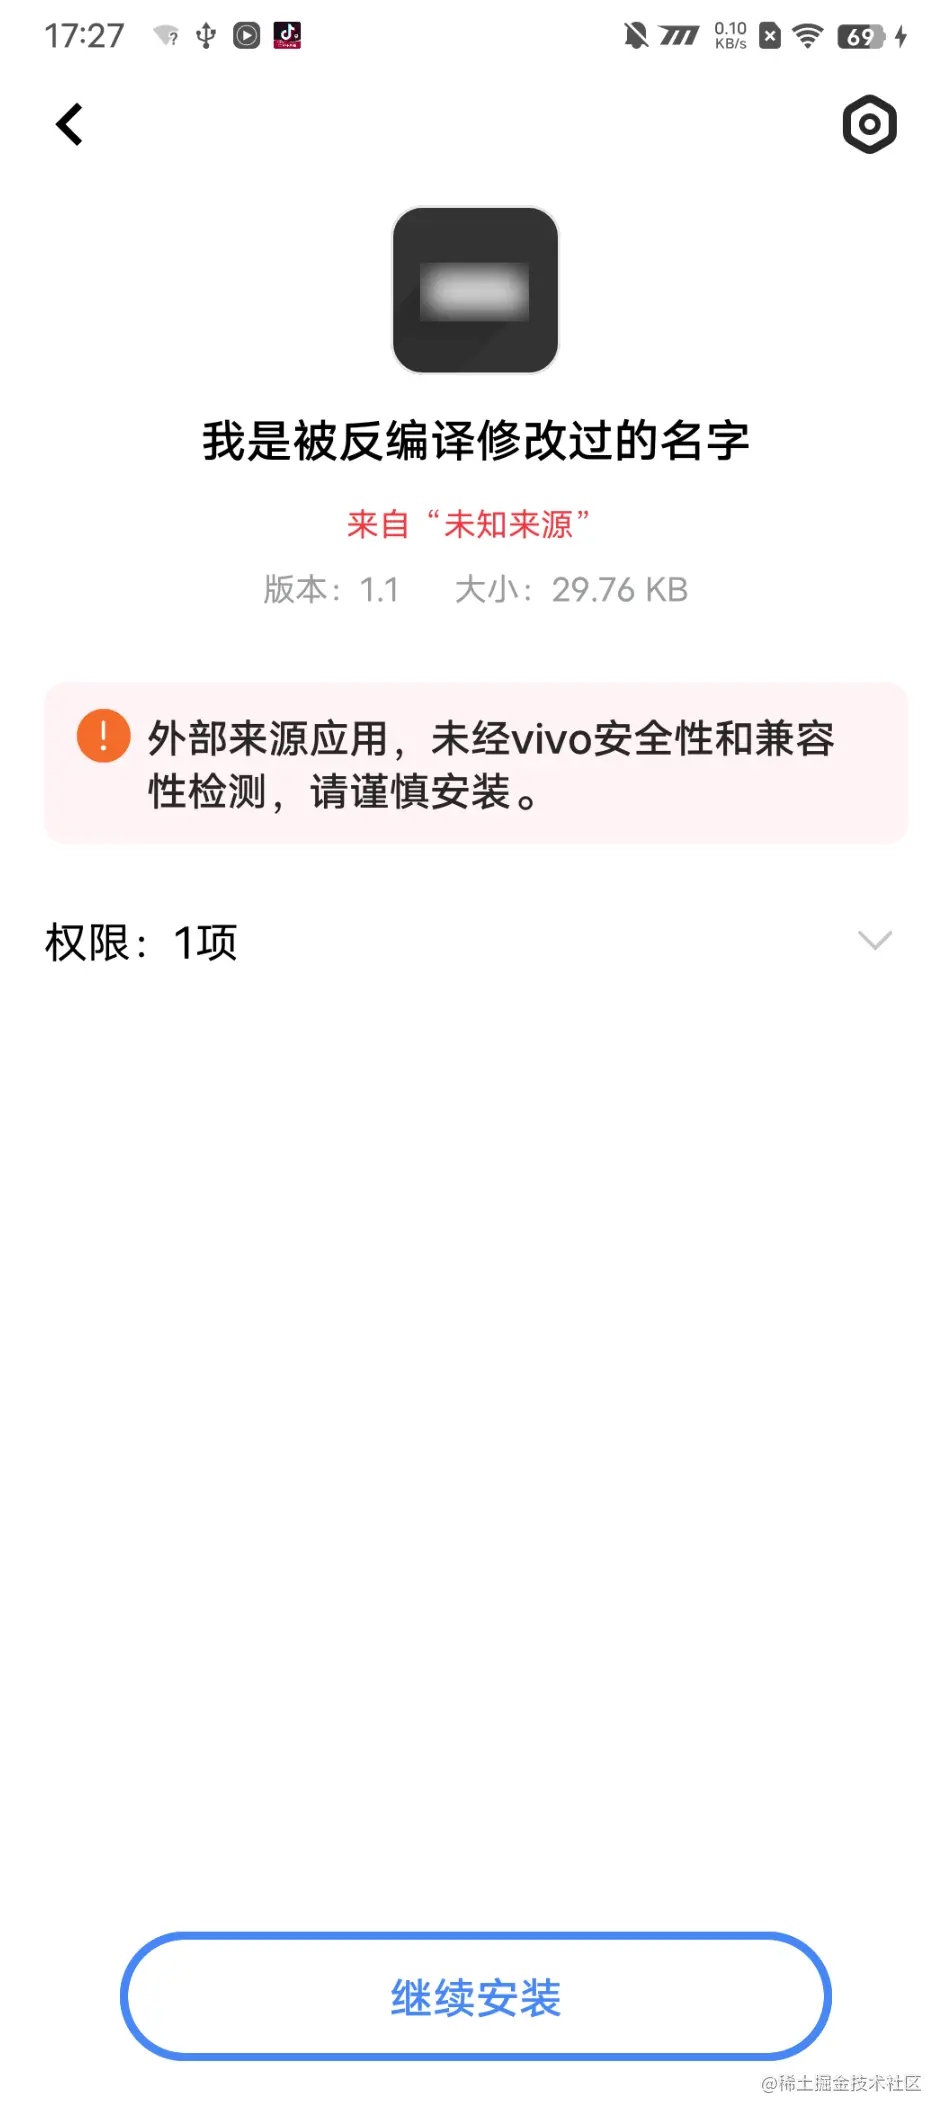 17:27
0.10
KB/s
69
我是被反编译修改过的名字
来自“未知来源”
版本：1.1 大小：29.76 KB
外部来源应用，未经vivo安全性和兼容
性检测，请谨慎安装。
权限：1项
继续安装
@稀土掘金技术社区